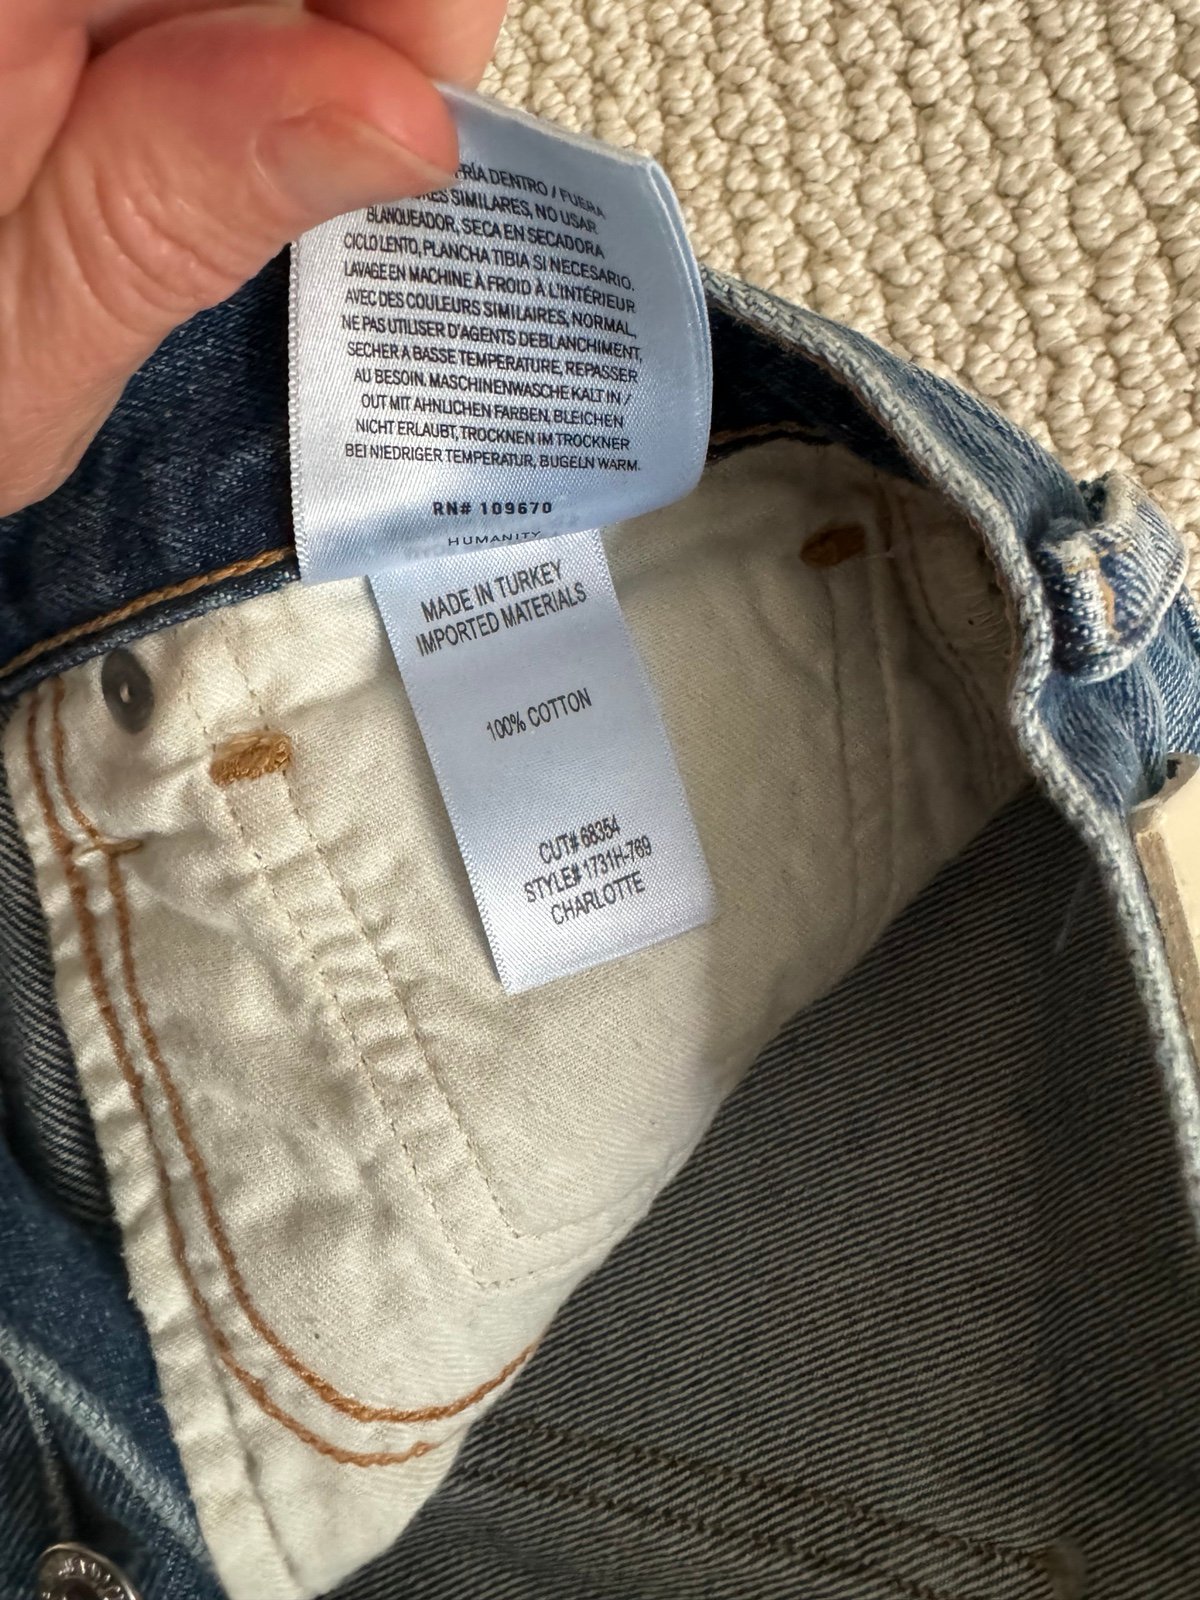 DENTRO / FUERA
SIMILARES, NO USAR
BLANQUEADOR, SECA EN SECADORA
CICLO LENTO, PLANCHA TIBIA SI NECESARIO.
LAVAGE EN MACHINE À FROID À L'INTÉRIEUR
AVEC DES COULEURS SIMILAIRES, NORMAL,
NE PAS UTILISER D'AGENTS DEBLANCHIMENT,
SECHER A BASSE TEMPERATURE, REPASSER
AU BESOIN. MASCHINENWASCHE KALT IN /
OUT MIT AHNLICHEN FARBEN, BLEICHEN
NICHT ERLAUBT, TROCKNEN IM TROCKNER
BEI NIEDRIGER TEMPERATUR, BUGELN WARM.
RN# 109670
HUMANITY
MADE IN TURKEY
IMPORTED MATERIALS
100% COTTON
CUT# 68354
STYLE# 1731H-769
CHARLOTTE